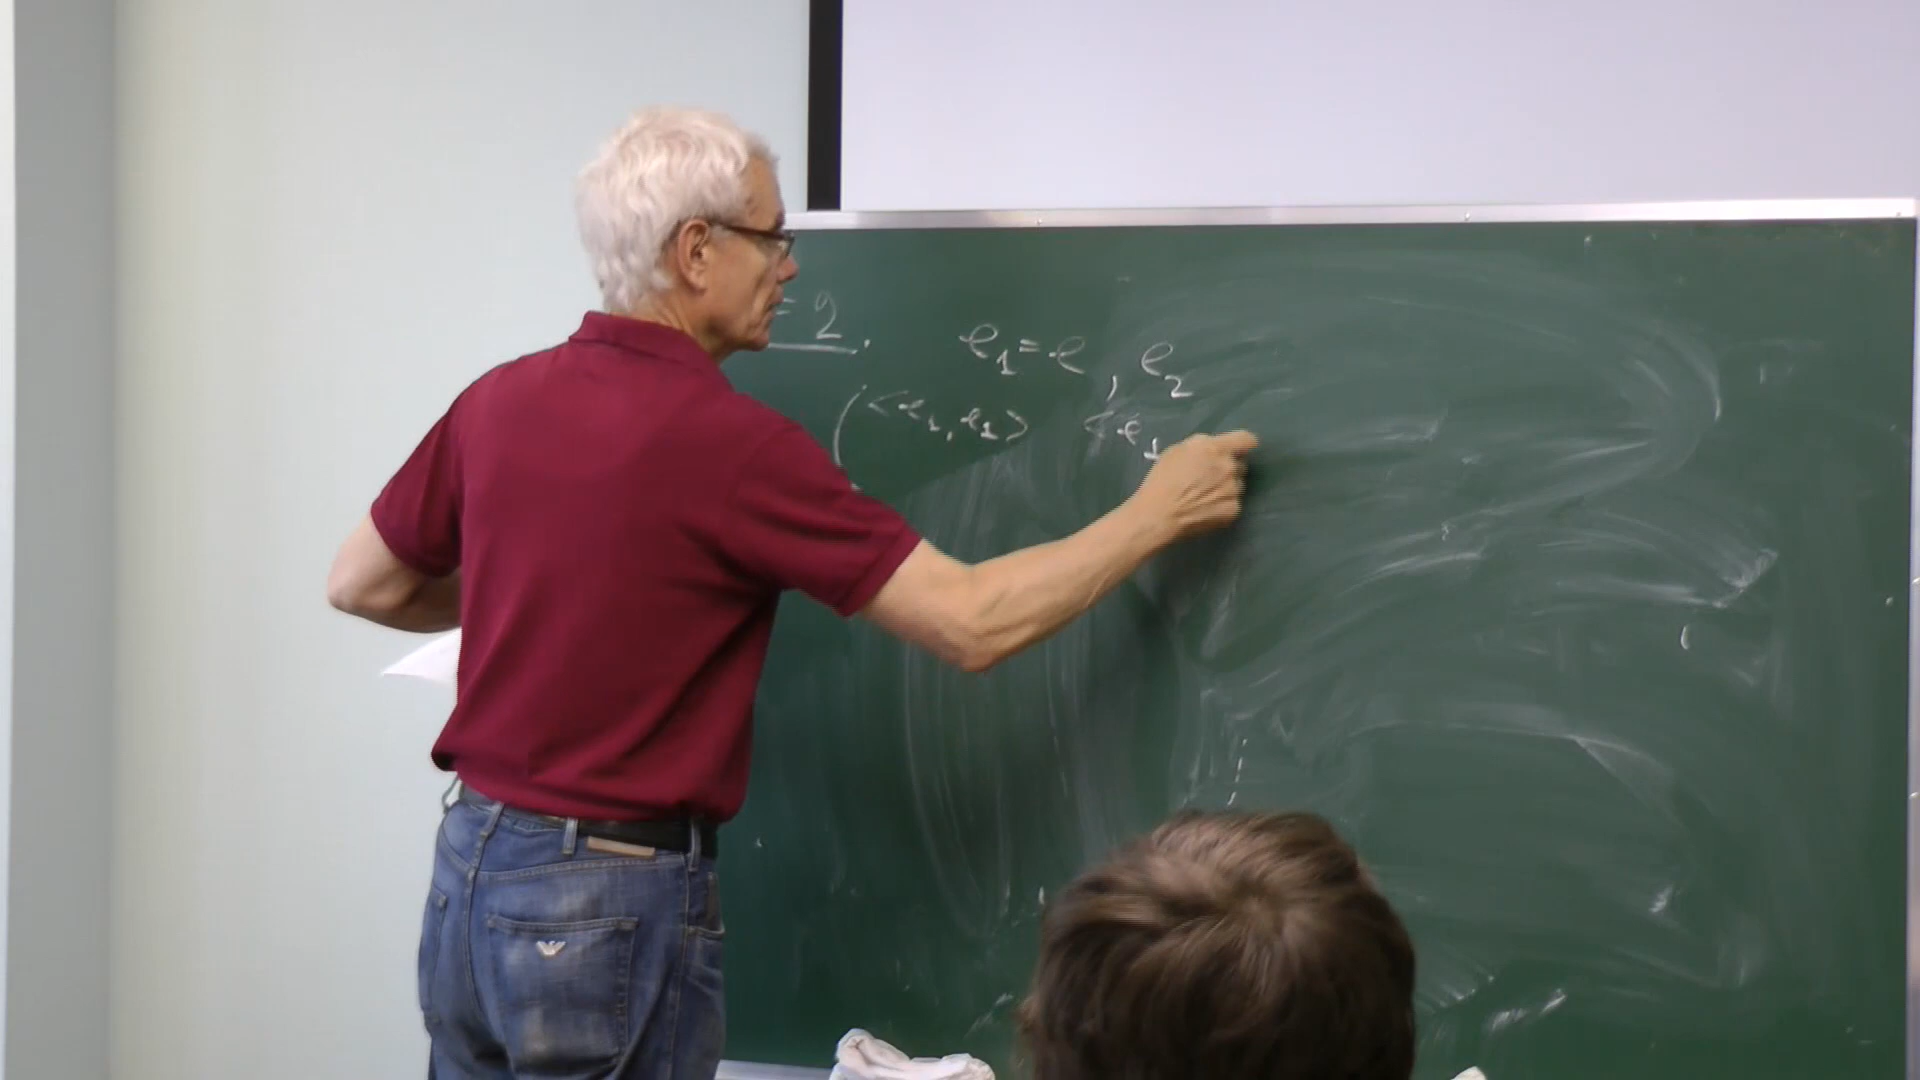 = 2. e₁ = e, e₂
(<e₁, e₁> <e₁